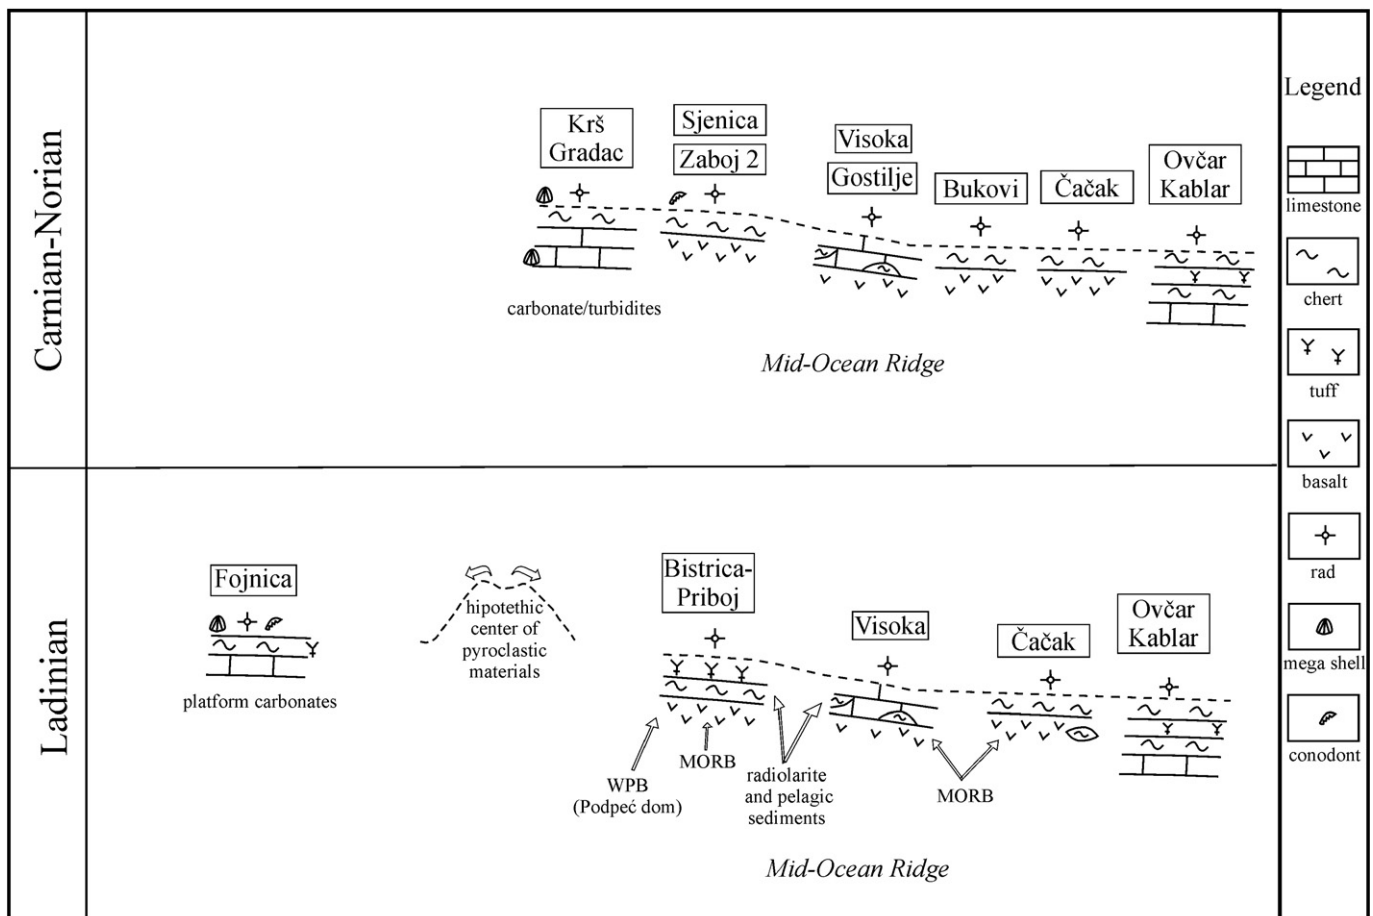 Carnian-Norian
Krš
Gradac
Sjenica
Zaboj 2
Visoka
Gostilje
Bukovi
Čačak
Ovčar
Kablar
carbonate/turbidites
Mid-Ocean Ridge
Ladinian
Fojnica
platform carbonates
hipotethic
center of
pyroclastic
materials
Bistrica-
Priboj
Visoka
Čačak
Ovčar
Kablar
WPB
(Podpeć dom)
MORB
radiolarite
and pelagic
sediments
MORB
Mid-Ocean Ridge
Legend
limestone
chert
tuff
basalt
rad
mega shell
conodont